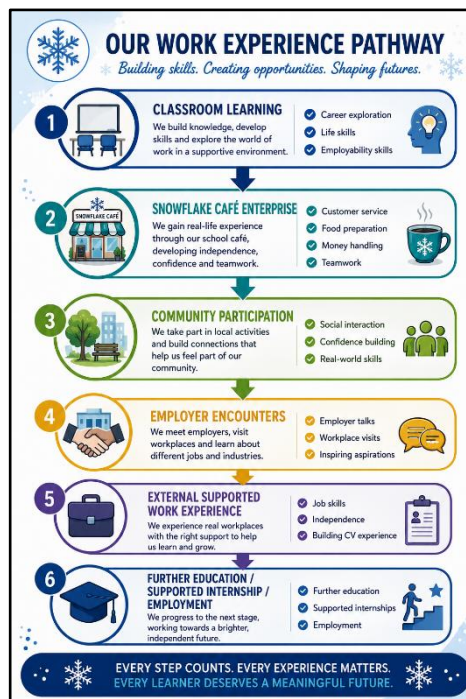 OUR WORK EXPERIENCE PATHWAY
Building skills. Creating opportunities. Shaping futures.
1
CLASSROOM LEARNING
We build knowledge, develop
skills and explore the world
of work in a supportive environment.
Career exploration
Life skills
Employability skills
2
SNOWFLAKE CAFÉ
SNOWFLAKE CAFÉ ENTERPRISE
We gain real-life experience
through our school café,
developing independence,
confidence and teamwork.
Customer service
Food preparation
Money handling
Teamwork
3
COMMUNITY PARTICIPATION
We take part in local activities
and build connections that
help us feel part of our
community.
Social interaction
Confidence building
Real-world skills
4
EMPLOYER ENCOUNTERS
We meet employers, visit
workplaces and learn about
different jobs and industries.
Employer talks
Workplace visits
Inspiring aspirations
5
EXTERNAL SUPPORTED
WORK EXPERIENCE
We experience real workplaces
with the right support to help
us learn and grow.
Job skills
Independence
Building CV experience
6
FURTHER EDUCATION /
SUPPORTED INTERNSHIP /
EMPLOYMENT
We progress to the next stage,
working towards a brighter,
independent future.
Further education
Supported internships
Employment
EVERY STEP COUNTS. EVERY EXPERIENCE MATTERS.
EVERY LEARNER DESERVES A MEANINGFUL FUTURE.